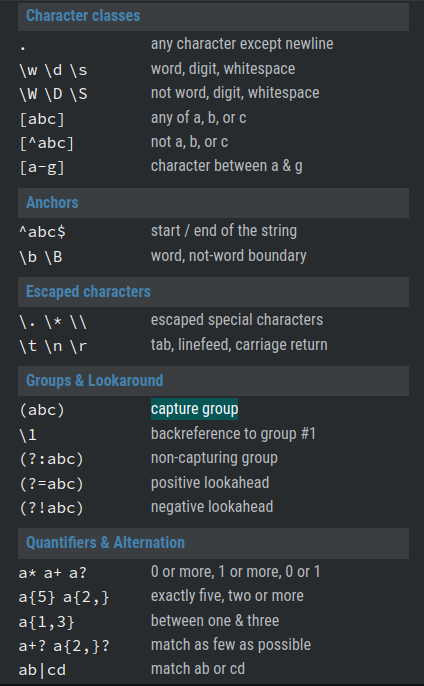 Character classes
. any character except newline
\w \d \s word, digit, whitespace
\W \D \S not word, digit, whitespace
[abc] any of a, b, or c
[^abc] not a, b, or c
[a-g] character between a & g
Anchors
^abc$ start / end of the string
\b \B word, not-word boundary
Escaped characters
\. \* \\ escaped special characters
\t \n \r tab, linefeed, carriage return
Groups & Lookaround
(abc) capture group
\1 backreference to group #1
(?:abc) non-capturing group
(?=abc) positive lookahead
(?!abc) negative lookahead
Quantifiers & Alternation
a* a+ a? 0 or more, 1 or more, 0 or 1
a{5} a{2,} exactly five, two or more
a{1,3} between one & three
a+? a{2,}? match as few as possible
ab|cd match ab or cd